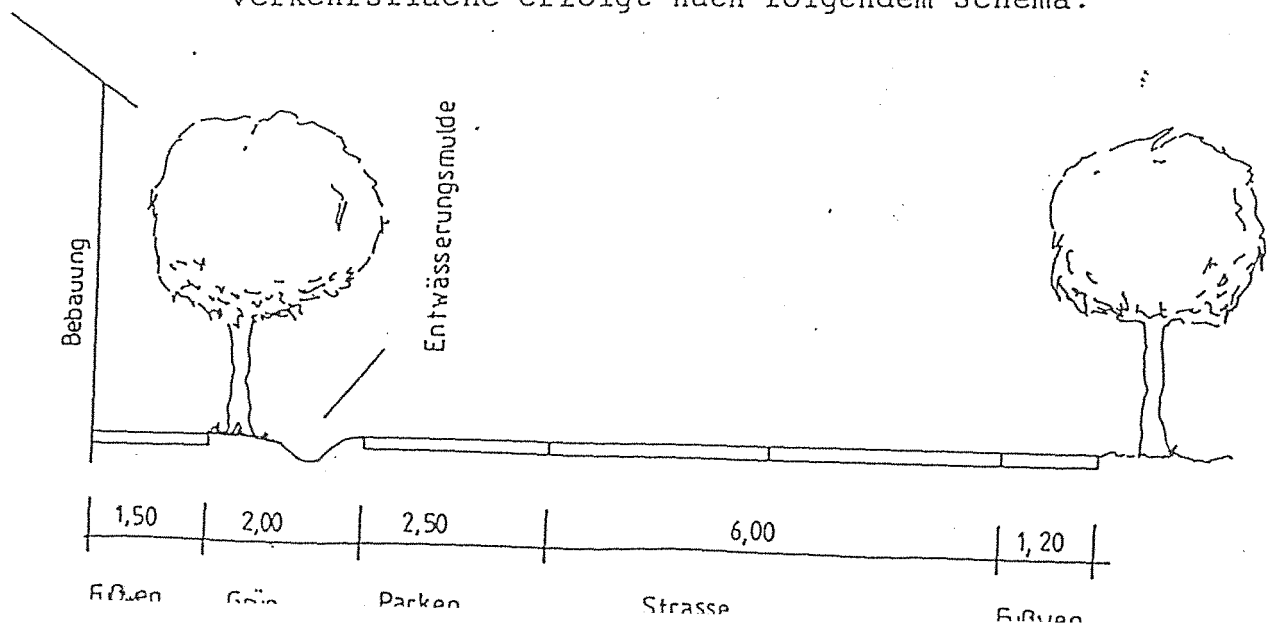 Verkehrsfläche erfolgt nach folgendem Schema:
Bebauung
Entwässerungsmulde
1,50 2,00 2,50 6,00 1,20
Grün Parken Strasse